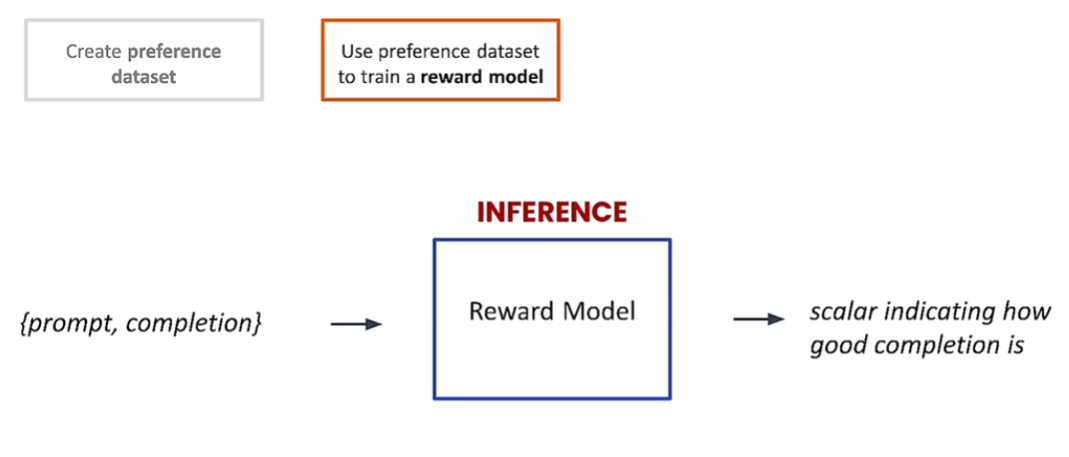 Create preference
dataset
Use preference dataset
to train a reward model
INFERENCE
Reward Model
{prompt, completion}
scalar indicating how
good completion is